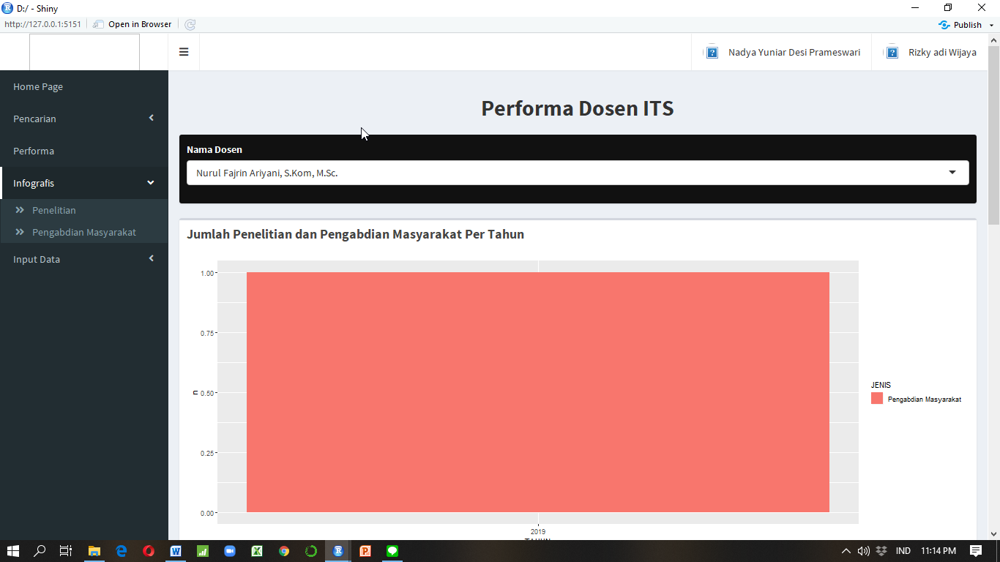 D:/ - Shiny
http://127.0.0.1:5151
Open in Browser
Publish
Nadya Yuniar Desi Prameswari
Rizky adi Wijaya
Home Page
Pencarian
Performa
Infografis
Penelitian
Pengabdian Masyarakat
Input Data
Performa Dosen ITS
Nama Dosen
Nurul Fajrin Ariyani, S.Kom, M.Sc.
Jumlah Penelitian dan Pengabdian Masyarakat Per Tahun
1.00
0.75
0.50
0.25
0.00
n
2019
TAHUN
JENIS
Pengabdian Masyarakat
IND
11:14 PM